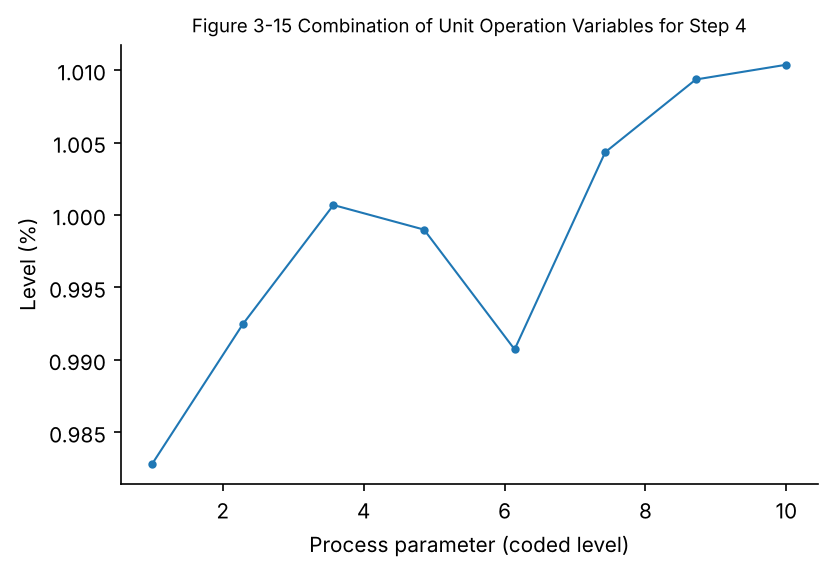 Figure 3-15 Combination of Unit Operation Variables for Step 4
1.010
1.005
1.000
0.995
0.990
0.985
Level (%)
2 4 6 8 10
Process parameter (coded level)